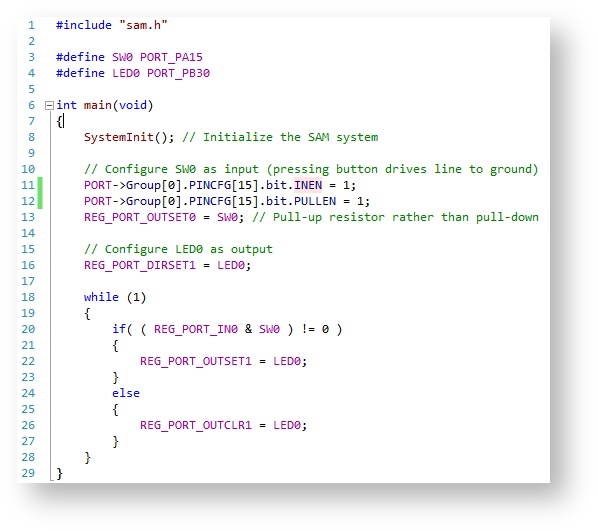 1 #include "sam.h"
2
3 #define SW0 PORT_PA15
4 #define LED0 PORT_PB30
5
6 int main(void)
7 {
8 SystemInit(); // Initialize the SAM system
9
10 // Configure SW0 as input (pressing button drives line to ground)
11 PORT->Group[0].PINCFG[15].bit.INEN = 1;
12 PORT->Group[0].PINCFG[15].bit.PULLEN = 1;
13 REG_PORT_OUTSET0 = SW0; // Pull-up resistor rather than pull-down
14
15 // Configure LED0 as output
16 REG_PORT_DIRSET1 = LED0;
17
18 while (1)
19 {
20 if( ( REG_PORT_IN0 & SW0 ) != 0 )
21 {
22 REG_PORT_OUTSET1 = LED0;
23 }
24 else
25 {
26 REG_PORT_OUTCLR1 = LED0;
27 }
28 }
29 }